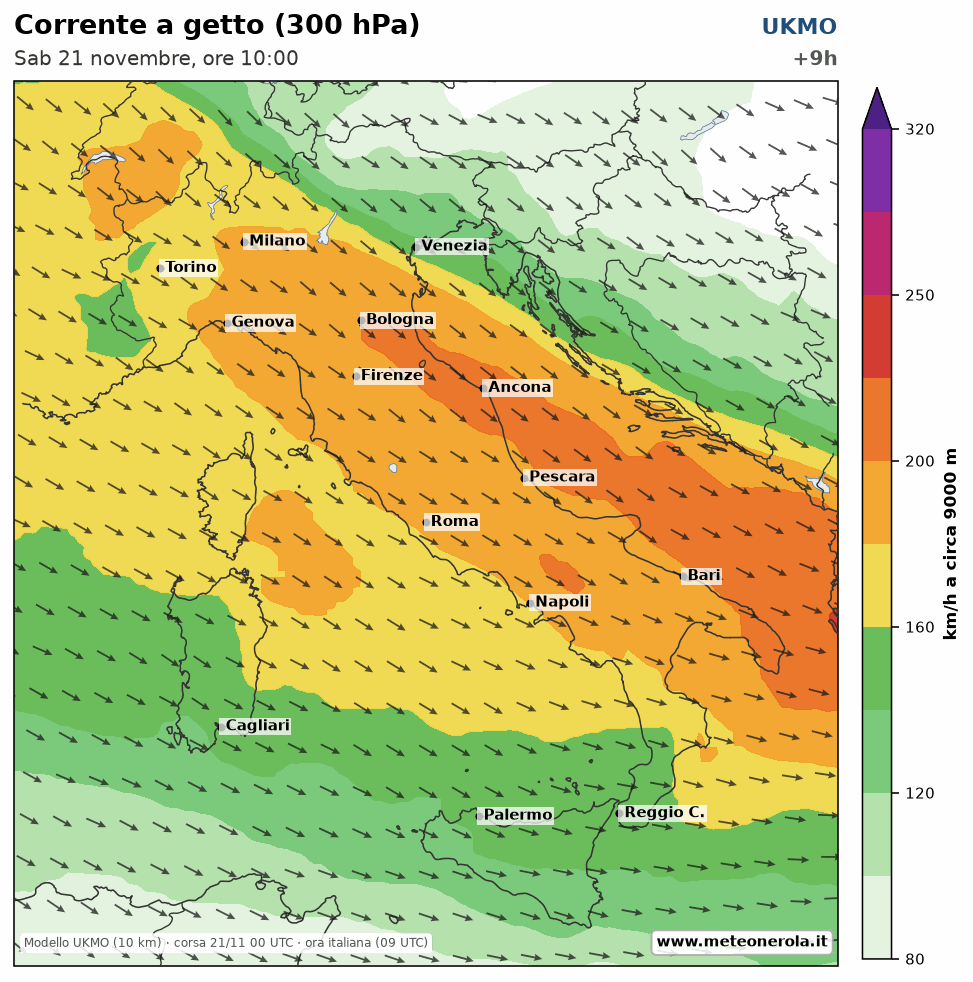 Corrente a getto (300 hPa)
UKMO
Sab 21 novembre, ore 10:00
+9h
Milano
Venezia
Torino
Genova
Bologna
Firenze
Ancona
Pescara
Roma
Bari
Napoli
Cagliari
Palermo
Reggio C.
320
250
200
160
120
80
km/h a circa 9000 m
Modello UKMO (10 km) · corsa 21/11 00 UTC · ora italiana (09 UTC)
www.meteonerola.it